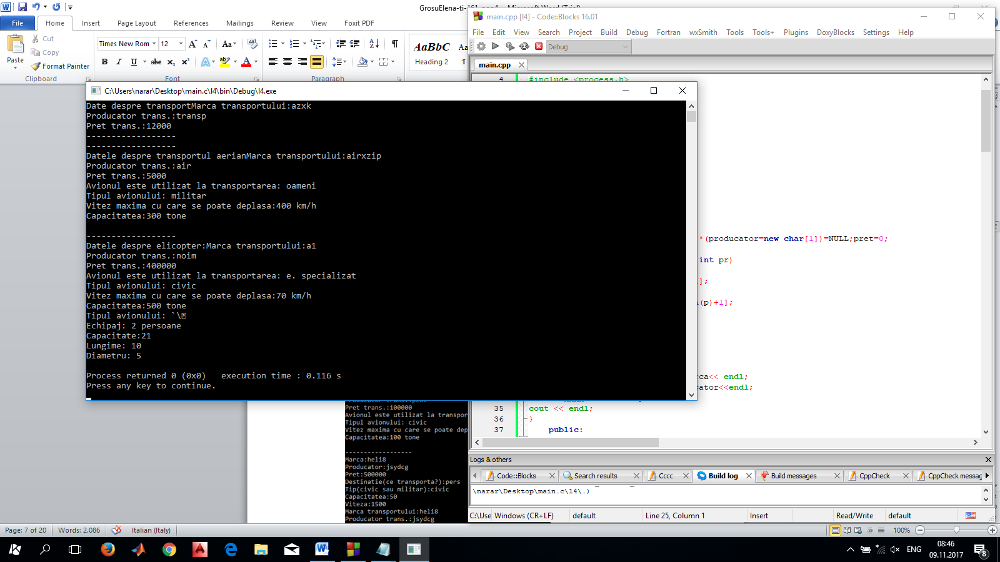 GrosuElena-ti-161
Microsoft Word (Trial)
File Home Insert Page Layout References Mailings Review View Foxit PDF
Cut
Copy
Paste
Format Painter
Clipboard
Times New Rom 12
Font
Paragraph
AaBbC Aa
Heading 2
main.cpp [l4] - Code::Blocks 16.01
File Edit View Search Project Build Debug Fortran wxSmith Tools Tools+ Plugins DoxyBlocks Settings Help
Debug
main.cpp
4 #include <process.h>
C:\Users\narar\Desktop\main.c\l4\bin\Debug\l4.exe
Date despre transportMarca transportului:azxk
Producator trans.:transp
Pret trans.:12000
------------------
------------------
Datele despre transportul aerianMarca transportului:airxzip
Producator trans.:air
Pret trans.:5000
Avionul este utilizat la transportarea: oameni
Tipul avionului: militar
Vitez maxima cu care se poate deplasa:400 km/h
Capacitatea:300 tone
------------------
Datele despre elicopter:Marca transportului:a1
Producator trans.:noim
Pret trans.:400000
Avionul este utilizat la transportarea: e. specializat
Tipul avionului: civic
Vitez maxima cu care se poate deplasa:70 km/h
Capacitatea:500 tone
Tipul avionului: `\
Echipaj: 2 persoane
Capacitate:21
Lungime: 10
Diametru: 5
Process returned 0 (0x0)   execution time : 0.116 s
Press any key to continue.
*(producator=new char[1])=NULL;pret=0;
int pr)
];
(p)+1];
ca<< endl;
cator<<endl;
35 cout << endl;
36 }
37 public:
Pret trans.:100000
Avionul este utilizat la transpor
Tipul avionului: civic
Vitez maxima cu care se poate dep
Capacitatea:100 tone
------------------
Marca:heli8
Producator:jsydcg
Pret:500000
Destinatie(ce transporta?):pers
Tip(civic sau militar):civic
Capacitatea:50
Viteza:1500
Marca transportului:heli8
Producator trans.:jsydcg
Logs & others
Code::Blocks Search results Cccc Build log Build messages CppCheck CppCheck messag
\narar\Desktop\main.c\l4\.)
C:\Use Windows (CR+LF) default Line 25, Column 1 Insert Read/Write default
Page: 7 of 20 Words: 2.086 Italian (Italy) 100%
ENG 08:46
09.11.2017
8